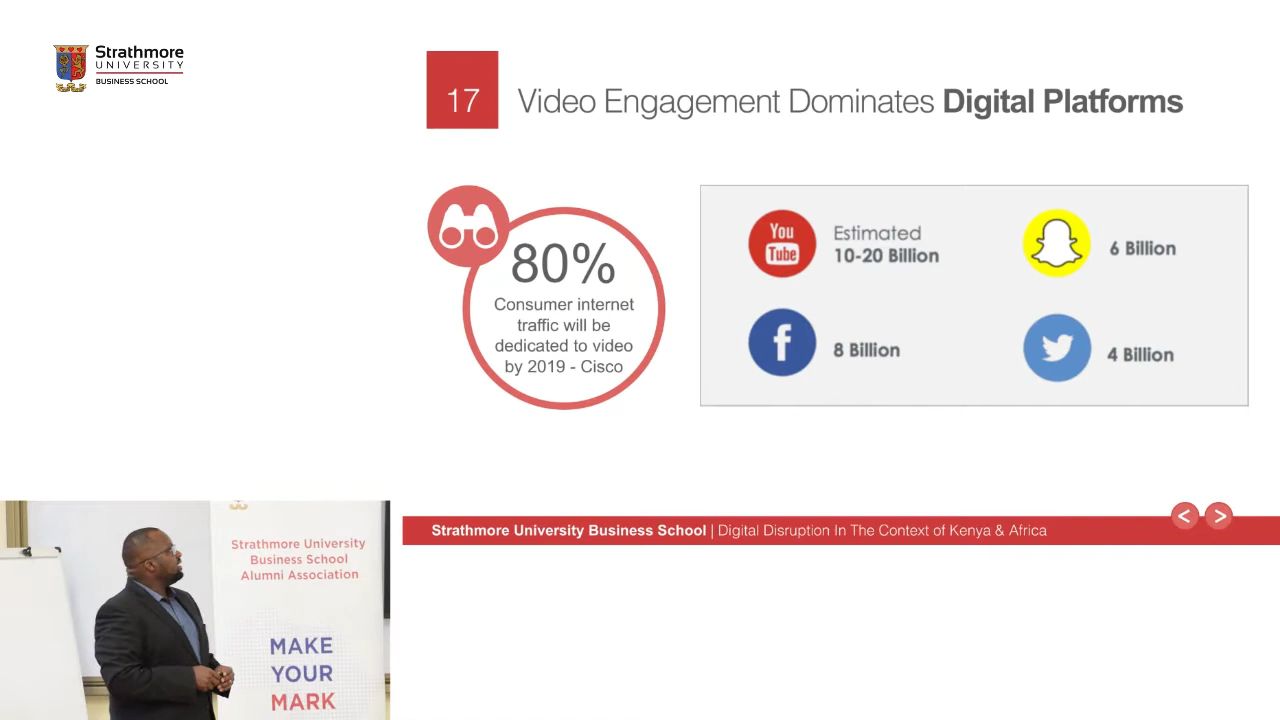 Strathmore
UNIVERSITY
BUSINESS SCHOOL
17
Video Engagement Dominates Digital Platforms
80%
Consumer internet
traffic will be
dedicated to video
by 2019 - Cisco
You
Tube
Estimated
10-20 Billion
6 Billion
f
8 Billion
4 Billion
< >
Strathmore University Business School | Digital Disruption In The Context of Kenya & Africa
Strathmore University
Business School
Alumni Association
MAKE
YOUR
MARK